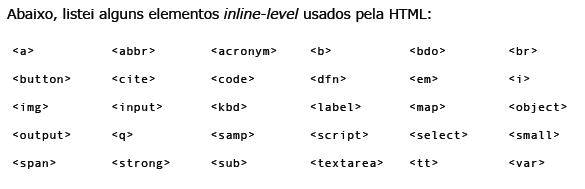 Abaixo, listei alguns elementos inline-level usados pela HTML:
<a> <abbr> <acronym> <b> <bdo> <br>
<button> <cite> <code> <dfn> <em> <i>
<img> <input> <kbd> <label> <map> <object>
<output> <q> <samp> <script> <select> <small>
<span> <strong> <sub> <textarea> <tt> <var>